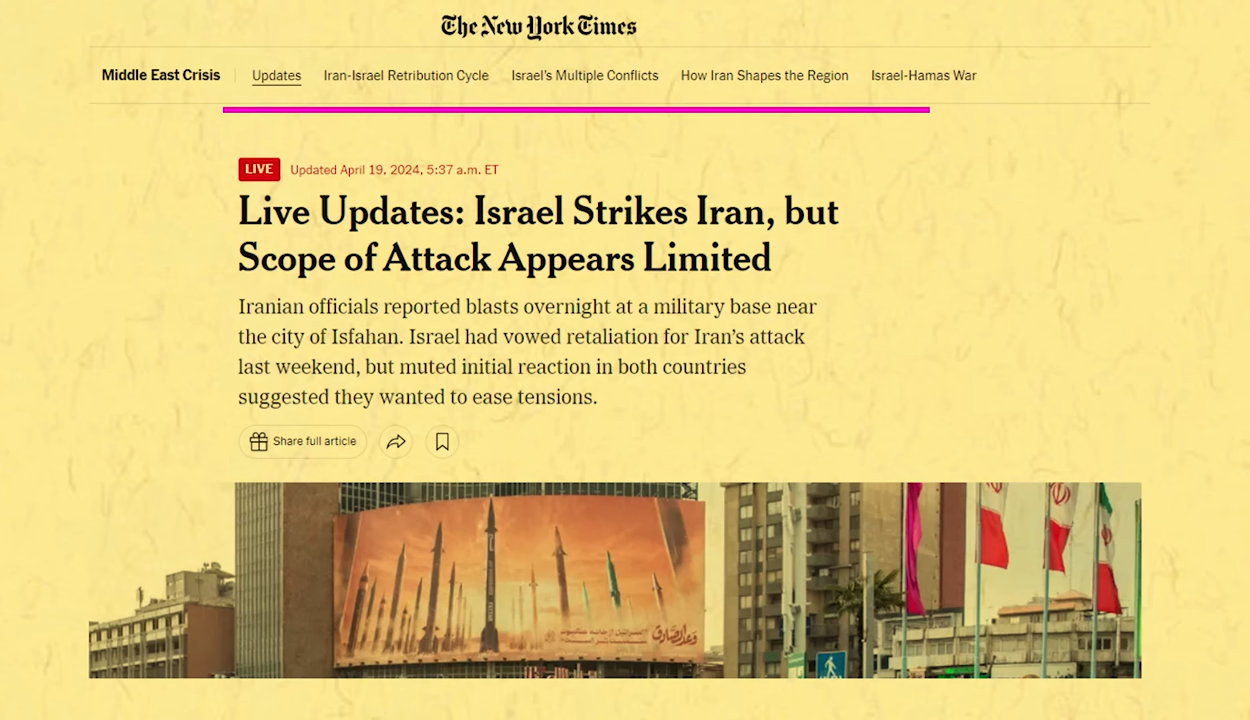 The New York Times
Middle East Crisis
Updates
Iran-Israel Retribution Cycle
Israel’s Multiple Conflicts
How Iran Shapes the Region
Israel-Hamas War
LIVE
Updated April 19, 2024, 5:37 a.m. ET
Live Updates: Israel Strikes Iran, but
Scope of Attack Appears Limited
Iranian officials reported blasts overnight at a military base near
the city of Isfahan. Israel had vowed retaliation for Iran’s attack
last weekend, but muted initial reaction in both countries
suggested they wanted to ease tensions.
Share full article
وعدالصادق